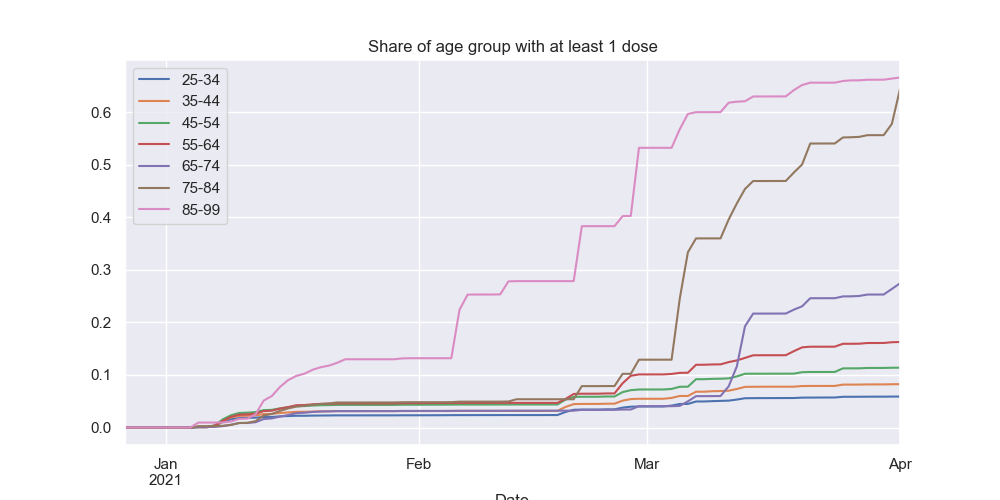 Share of age group with at least 1 dose
25-34
35-44
45-54
55-64
65-74
75-84
85-99
0.6
0.5
0.4
0.3
0.2
0.1
0.0
Jan
2021
Feb
Mar
Apr
Date